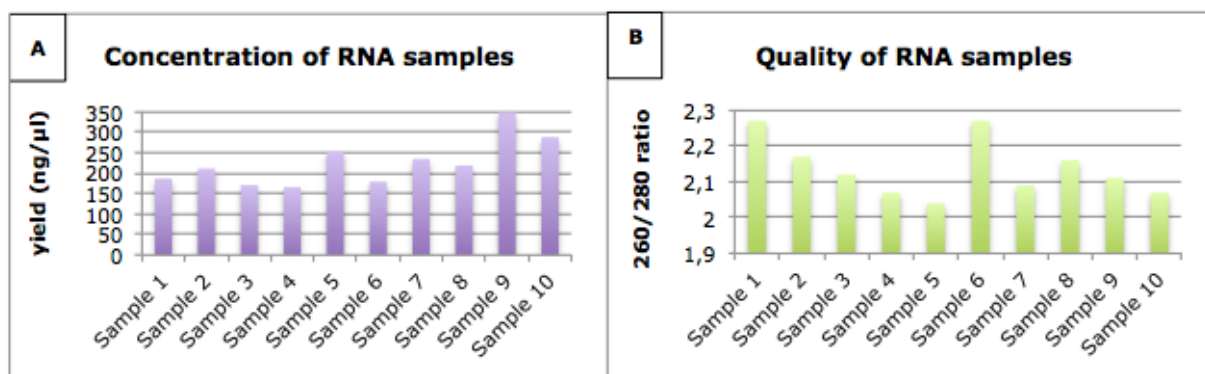 A
Concentration of RNA samples
yield (ng/µl)
350
300
250
200
150
100
50
0
Sample 1
Sample 2
Sample 3
Sample 4
Sample 5
Sample 6
Sample 7
Sample 8
Sample 9
Sample 10
B
Quality of RNA samples
260/280 ratio
2,3
2,2
2,1
2
1,9
Sample 1
Sample 2
Sample 3
Sample 4
Sample 5
Sample 6
Sample 7
Sample 8
Sample 9
Sample 10